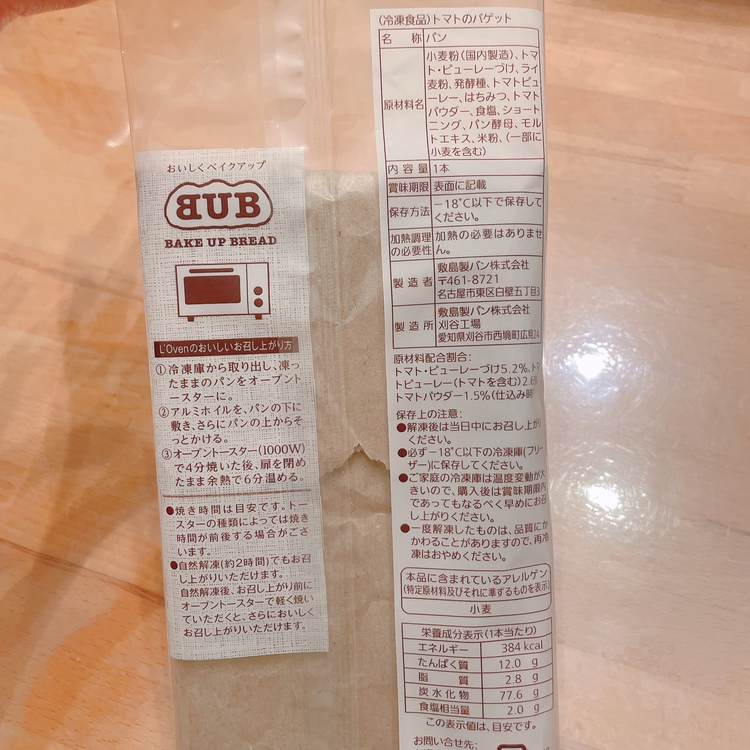 おいしくベイクアップ
BUB
BAKE UP BREAD
L'Ovenのおいしいお召し上がり方
①冷凍庫から取り出し、凍っ
たままのパンをオーブント
ースターに。
②アルミホイルを、パンの下に
敷き、さらにパンの上からそ
っとかける。
③オーブントースター(1000W)
で4分焼いた後、扉を閉め
たまま余熱で6分温める。
●焼き時間は目安です。トー
スターの種類によっては焼き
時間が前後する場合がござ
います。
●自然解凍(約2時間)でもお召
し上がりいただけます。
自然解凍後、お召し上がり前に
オーブントースターで軽く焼い
ていただくと、さらにおいしく
お召し上がりいただけます。
(冷凍食品)トマトのバゲット
名称 パン
原材料名 小麦粉(国内製造)、トマ
ト・ピューレーづけ、ライ
麦粉、発酵種、トマトピュ
ーレー、はちみつ、トマト
パウダー、食塩、ショート
ニング、パン酵母、モル
トエキス、米粉、(一部に
小麦を含む)
内容量 1本
賞味期限 表面に記載
保存方法 －18℃以下で保存して
ください。
加熱調理の必要性 加熱の必要はありませ
ん。
製造者 敷島製パン株式会社
〒461-8721
名古屋市東区白壁五丁目3
製造所 敷島製パン株式会社
刈谷工場
愛知県刈谷市西境町広見24
原材料配合割合:
トマト・ピューレーづけ5.2%、ト
トピューレー(トマトを含む)2.
トマトパウダー1.5%(仕込み時
保存上の注意:
●解凍後は当日中にお召し上がり
ください。
●必ず－18℃以下の冷凍庫(フリー
ザー)に保存してください。
●ご家庭の冷凍庫は温度変動が大
きいので、購入後は賞味期限内
であってもなるべく早めにお召
し上がりください。
●一度解凍したものは、品質にか
かわることがありますので、再冷
凍はおやめください。
本品に含まれているアレルゲン
(特定原材料及びそれに準ずるものを表示)
小麦
栄養成分表示(1本当たり)
エネルギー 384 kcal
たんぱく質 12.0 g
脂質 2.8 g
炭水化物 77.6 g
食塩相当量 2.0 g
この表示値は、目安です。
お問い合せ先: